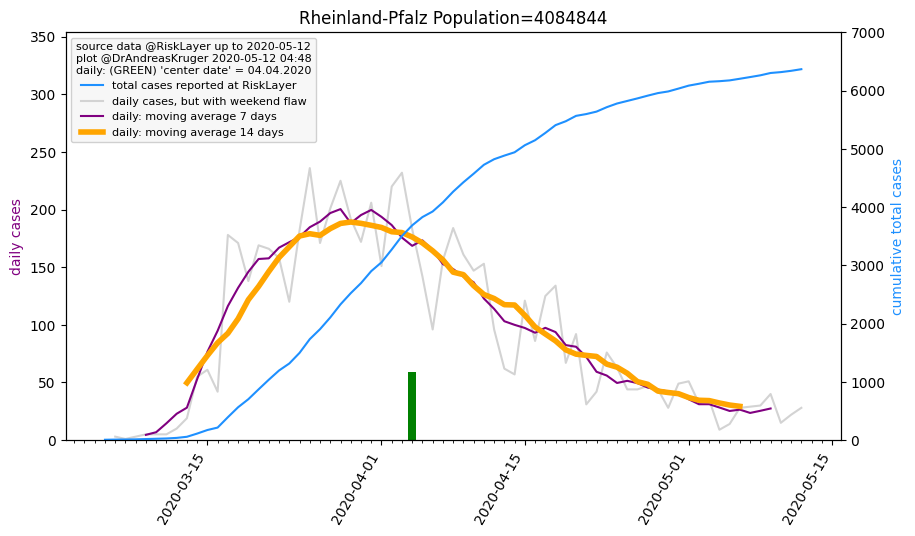 Rheinland-Pfalz Population=4084844
source data @RiskLayer up to 2020-05-12
plot @DrAndreasKruger 2020-05-12 04:48
daily: (GREEN) 'center date' = 04.04.2020
total cases reported at RiskLayer
daily cases, but with weekend flaw
daily: moving average 7 days
daily: moving average 14 days
daily cases
350
300
250
200
150
100
50
0
7000
6000
5000
4000
3000
2000
1000
0
cumulative total cases
2020-03-15
2020-04-01
2020-04-15
2020-05-01
2020-05-15